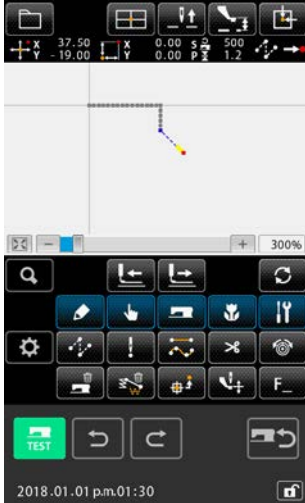 X 37.50 X 0.00 S 500
Y - 19.00 Y 0.00 P 1.2
- + 300%
!
W
F_
TEST
2018.01.01 p.m.01:30